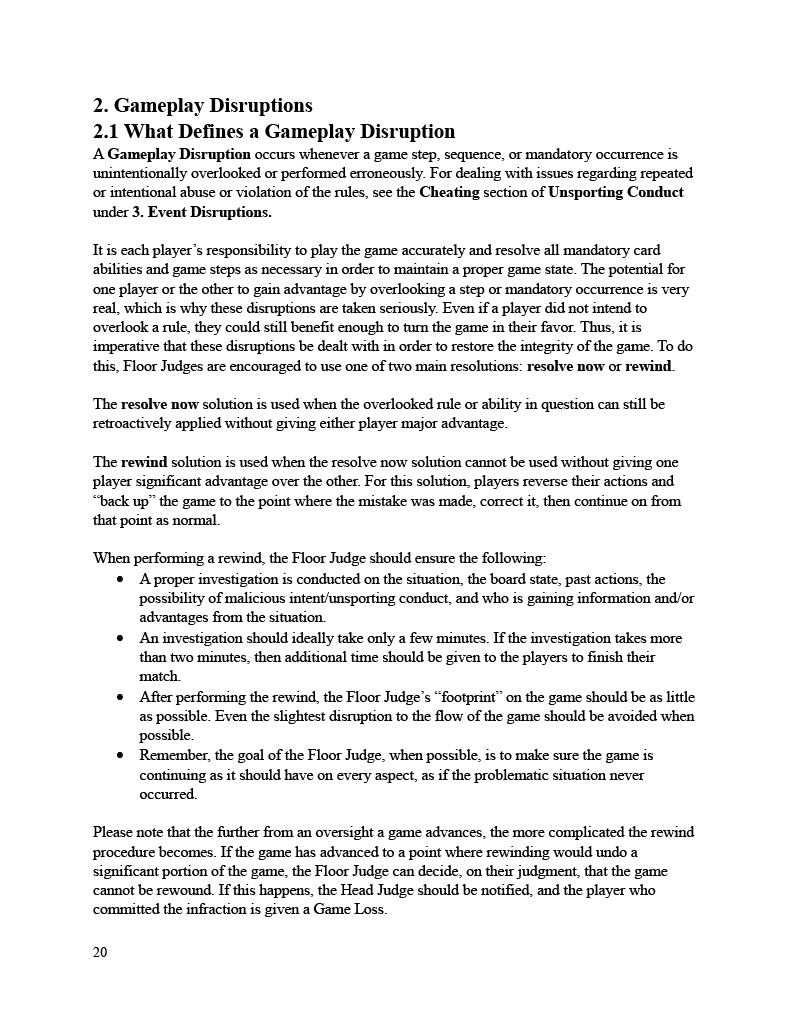 2. Gameplay Disruptions
2.1 What Defines a Gameplay Disruption
A Gameplay Disruption occurs whenever a game step, sequence, or mandatory occurrence is
unintentionally overlooked or performed erroneously. For dealing with issues regarding repeated
or intentional abuse or violation of the rules, see the Cheating section of Unsporting Conduct
under 3. Event Disruptions.
It is each player’s responsibility to play the game accurately and resolve all mandatory card
abilities and game steps as necessary in order to maintain a proper game state. The potential for
one player or the other to gain advantage by overlooking a step or mandatory occurrence is very
real, which is why these disruptions are taken seriously. Even if a player did not intend to
overlook a rule, they could still benefit enough to turn the game in their favor. Thus, it is
imperative that these disruptions be dealt with in order to restore the integrity of the game. To do
this, Floor Judges are encouraged to use one of two main resolutions: resolve now or rewind.
The resolve now solution is used when the overlooked rule or ability in question can still be
retroactively applied without giving either player major advantage.
The rewind solution is used when the resolve now solution cannot be used without giving one
player significant advantage over the other. For this solution, players reverse their actions and
“back up” the game to the point where the mistake was made, correct it, then continue on from
that point as normal.
When performing a rewind, the Floor Judge should ensure the following:
• A proper investigation is conducted on the situation, the board state, past actions, the
possibility of malicious intent/unsporting conduct, and who is gaining information and/or
advantages from the situation.
• An investigation should ideally take only a few minutes. If the investigation takes more
than two minutes, then additional time should be given to the players to finish their
match.
• After performing the rewind, the Floor Judge’s “footprint” on the game should be as little
as possible. Even the slightest disruption to the flow of the game should be avoided when
possible.
• Remember, the goal of the Floor Judge, when possible, is to make sure the game is
continuing as it should have on every aspect, as if the problematic situation never
occurred.
Please note that the further from an oversight a game advances, the more complicated the rewind
procedure becomes. If the game has advanced to a point where rewinding would undo a
significant portion of the game, the Floor Judge can decide, on their judgment, that the game
cannot be rewound. If this happens, the Head Judge should be notified, and the player who
committed the infraction is given a Game Loss.
20